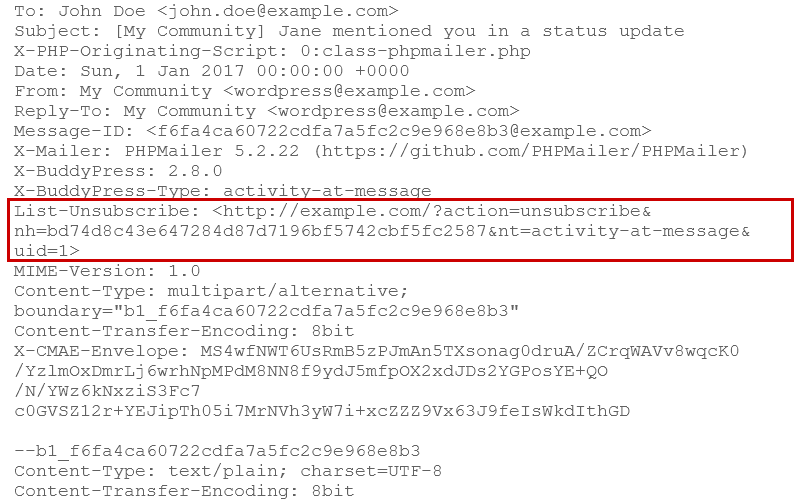 To: John Doe <john.doe@example.com>
Subject: [My Community] Jane mentioned you in a status update
X-PHP-Originating-Script: 0:class-phpmailer.php
Date: Sun, 1 Jan 2017 00:00:00 +0000
From: My Community <wordpress@example.com>
Reply-To: My Community <wordpress@example.com>
Message-ID: <f6fa4ca60722cdfa7a5fc2c9e968e8b3@example.com>
X-Mailer: PHPMailer 5.2.22 (https://github.com/PHPMailer/PHPMailer)
X-BuddyPress: 2.8.0
X-BuddyPress-Type: activity-at-message
List-Unsubscribe: <http://example.com/?action=unsubscribe&
nh=bd74d8c43e647284d87d7196bf5742cbf5fc2587&nt=activity-at-message&
uid=1>
MIME-Version: 1.0
Content-Type: multipart/alternative;
boundary="b1_f6fa4ca60722cdfa7a5fc2c9e968e8b3"
Content-Transfer-Encoding: 8bit
X-CMAE-Envelope: MS4wfNWT6UsRmB5zPJmAn5TXsonag0druA/ZCrqWAVv8wqcK0
/YzlmOxDmrLj6wrhNpMPdM8NN8f9ydJ5mfpOX2xdJDs2YGPosYE+QO
/N/YWz6kNxziS3Fc7
c0GVSZ12r+YEJipTh05i7MrNVh3yW7i+xcZZZ9Vx63J9feIsWkdIthGD
--b1_f6fa4ca60722cdfa7a5fc2c9e968e8b3
Content-Type: text/plain; charset=UTF-8
Content-Transfer-Encoding: 8bit